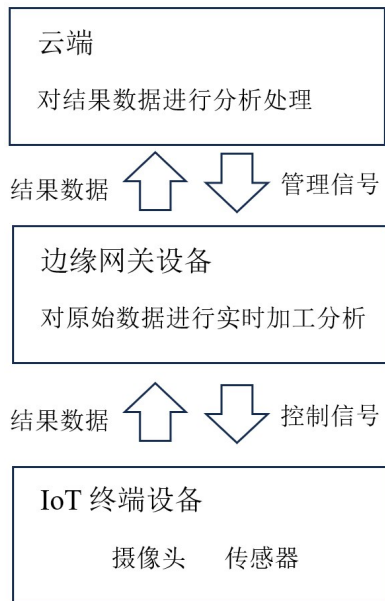 云端
对结果数据进行分析处理
结果数据
管理信号
边缘网关设备
对原始数据进行实时加工分析
结果数据
控制信号
IoT 终端设备
摄像头 传感器